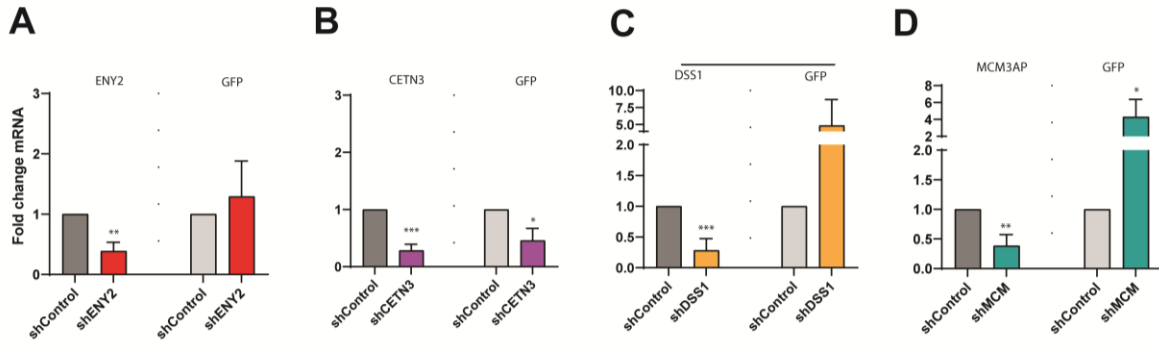 A
B
C
D
ENY2 GFP
CETN3 GFP
DSS1 GFP
MCM3AP GFP
Fold change mRNA
3
2
1
0
**
shControl
shENY2
shControl
shENY2
3
2
1
0
***
*
shControl
shCETN3
shControl
shCETN3
10.0
7.5
5.0
2.0
1.5
1.0
0.5
0.0
***
shControl
shDSS1
shControl
shDSS1
8
6
4
2
2.0
1.5
1.0
0.5
0.0
**
*
shControl
shMCM
shControl
shMCM